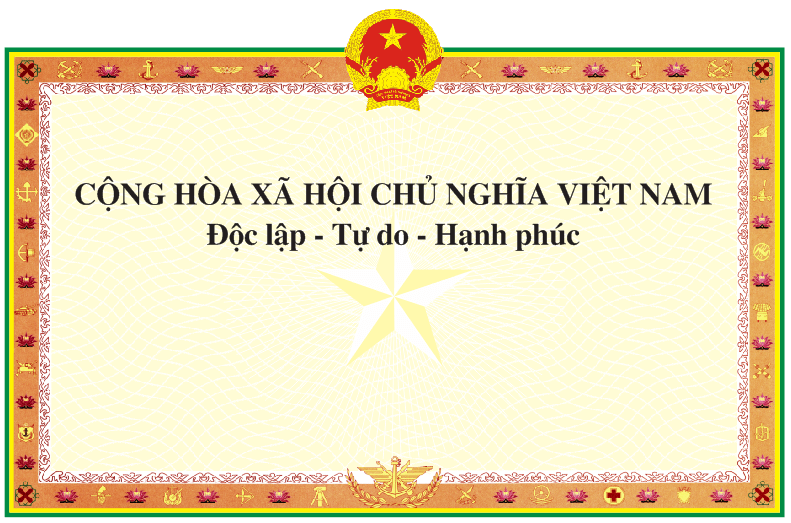 CỘNG HÒA XÃ HỘI CHỦ NGHĨA VIỆT NAM
Độc lập - Tự do - Hạnh phúc